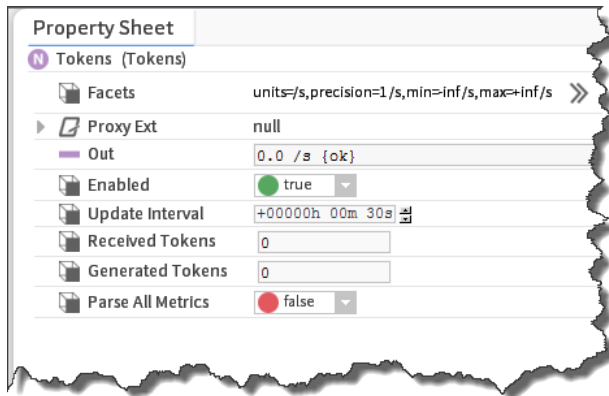 Property Sheet
N Tokens (Tokens)
Facets units=/s,precision=1/s,min=-inf/s,max=+inf/s
Proxy Ext null
Out 0.0 /s {ok}
Enabled true
Update Interval +00000h 00m 30s
Received Tokens 0
Generated Tokens 0
Parse All Metrics false